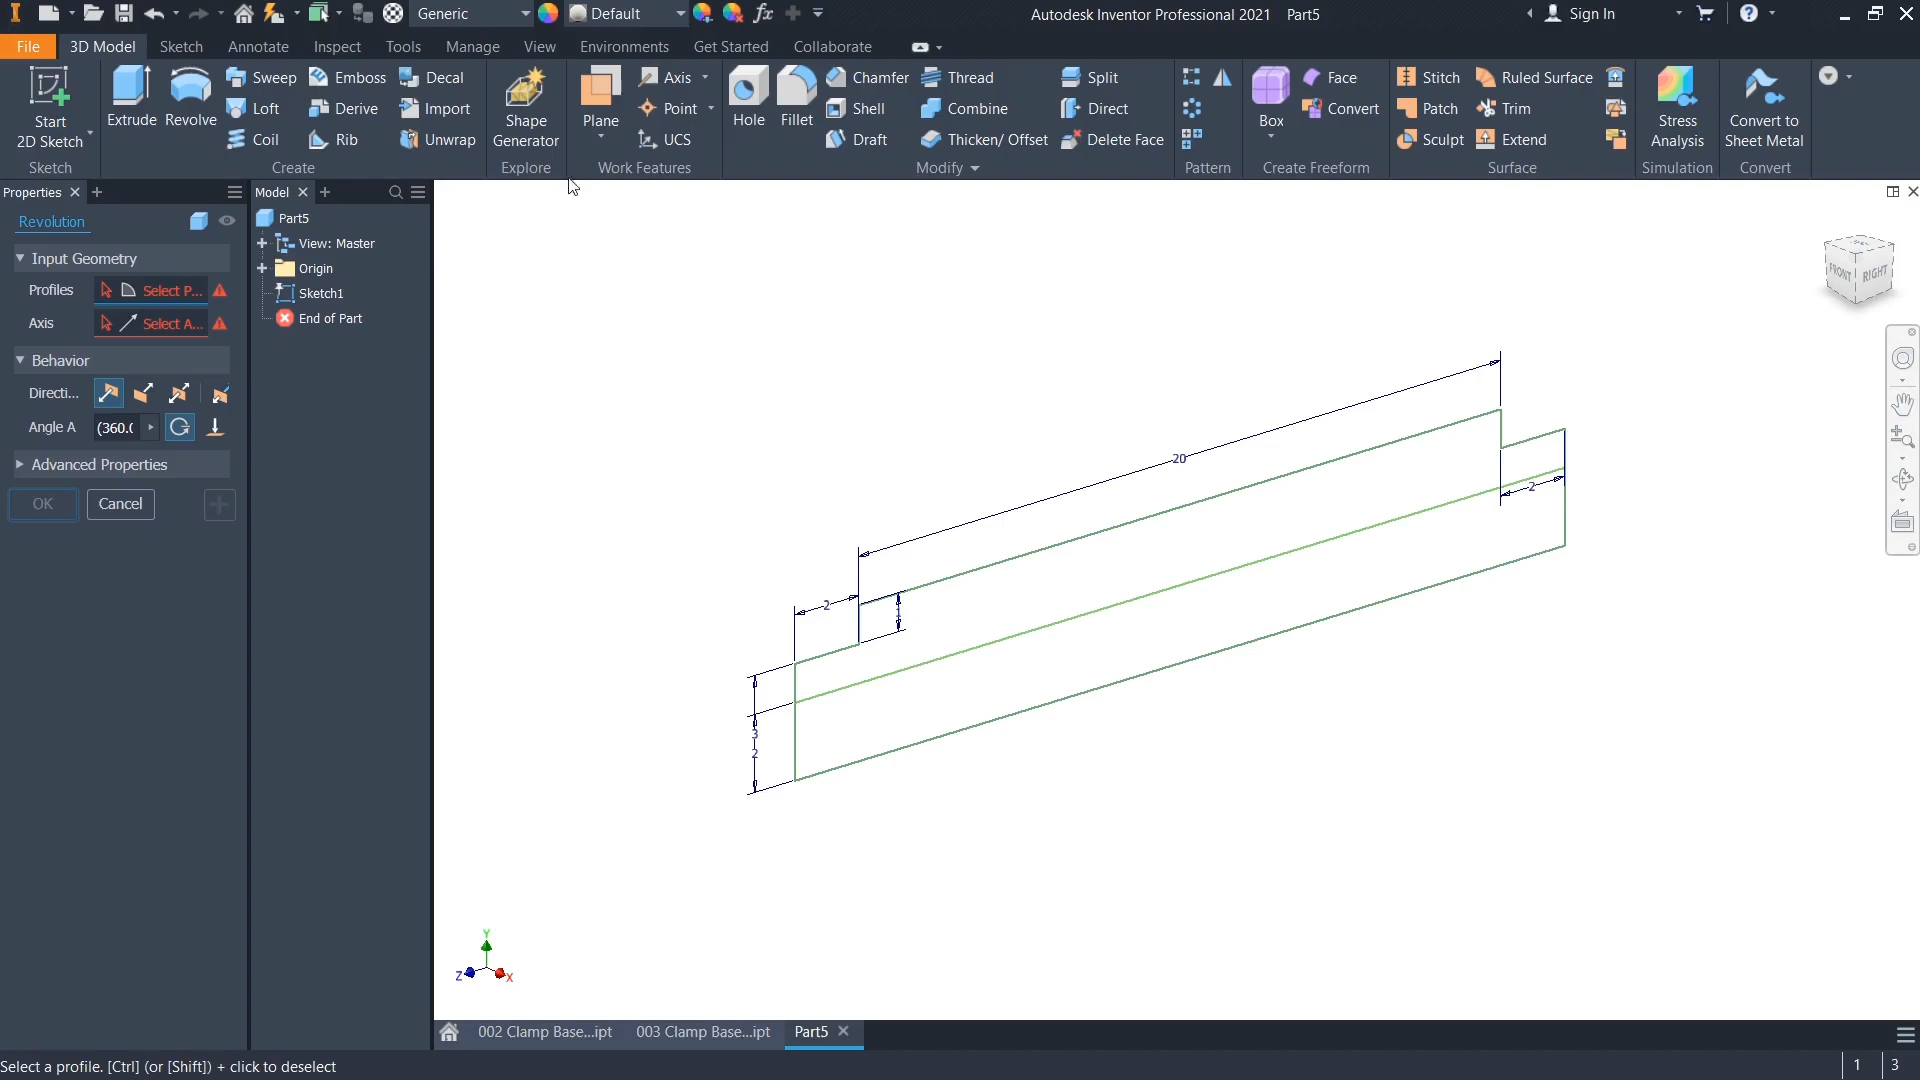 Generic
Default
fx
Autodesk Inventor Professional 2021 Part5
Sign In
File 3D Model Sketch Annotate Inspect Tools Manage View Environments Get Started Collaborate
Start
2D Sketch
Sketch
Extrude
Revolve
Sweep
Loft
Coil
Emboss
Derive
Rib
Decal
Import
Unwrap
Create
Shape
Generator
Explore
Plane
Axis
Point
UCS
Work Features
Hole
Fillet
Chamfer
Shell
Draft
Thread
Combine
Thicken/ Offset
Split
Direct
Delete Face
Modify
Pattern
Box
Face
Convert
Create Freeform
Stitch
Patch
Sculpt
Ruled Surface
Trim
Extend
Surface
Stress
Analysis
Simulation
Convert to
Sheet Metal
Convert
Properties
Revolution
Input Geometry
Profiles Select P...
Axis Select A...
Behavior
Directi...
Angle A (360.(
Advanced Properties
OK Cancel
Model
Part5
View: Master
Origin
Sketch1
End of Part
FRONT RIGHT
20
2
2
1
3
2
Y
Z
X
002 Clamp Base...ipt 003 Clamp Base...ipt Part5
Select a profile. [Ctrl] (or [Shift]) + click to deselect
1 3